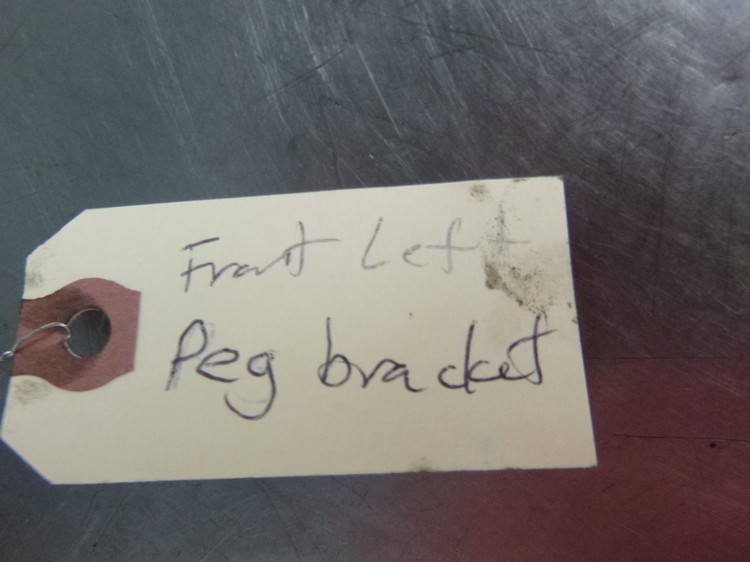 Front Left
Peg bracket